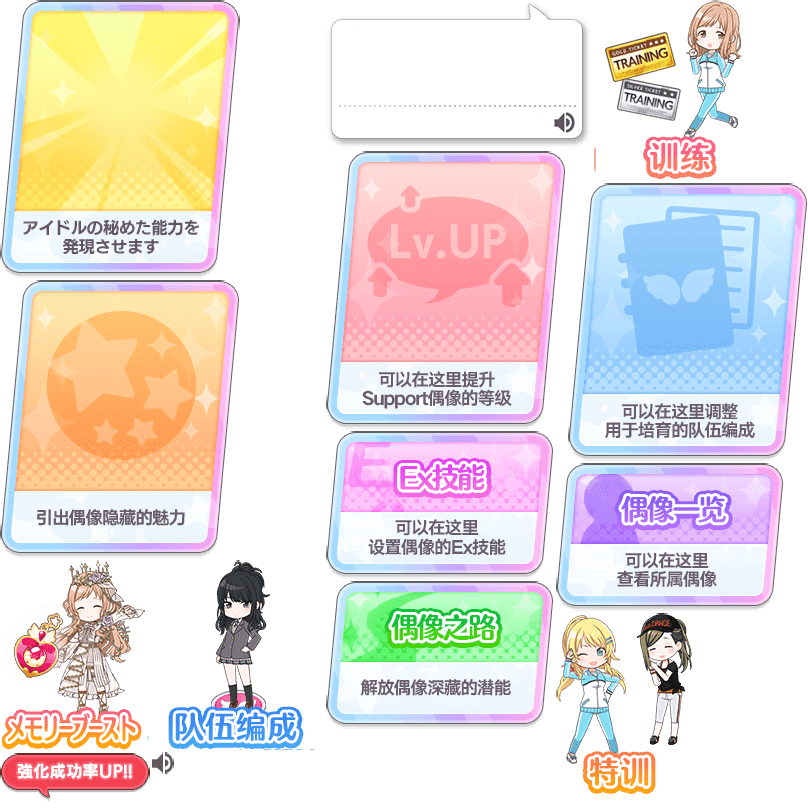 アイドルの秘めた能力を
発現させます
GOLD TICKET ★★★
TRAINING
SILVER TICKET ★★
TRAINING
训练
Lv.UP
可以在这里提升
Support偶像的等级
可以在这里调整
用于培育的队伍编成
引出偶像隐藏的魅力
Ex技能
可以在这里
设置偶像的Ex技能
偶像一览
可以在这里
查看所属偶像
偶像之路
解放偶像深藏的潜能
メモリーブースト
強化成功率UP!!
队伍编成
DANCE
特训